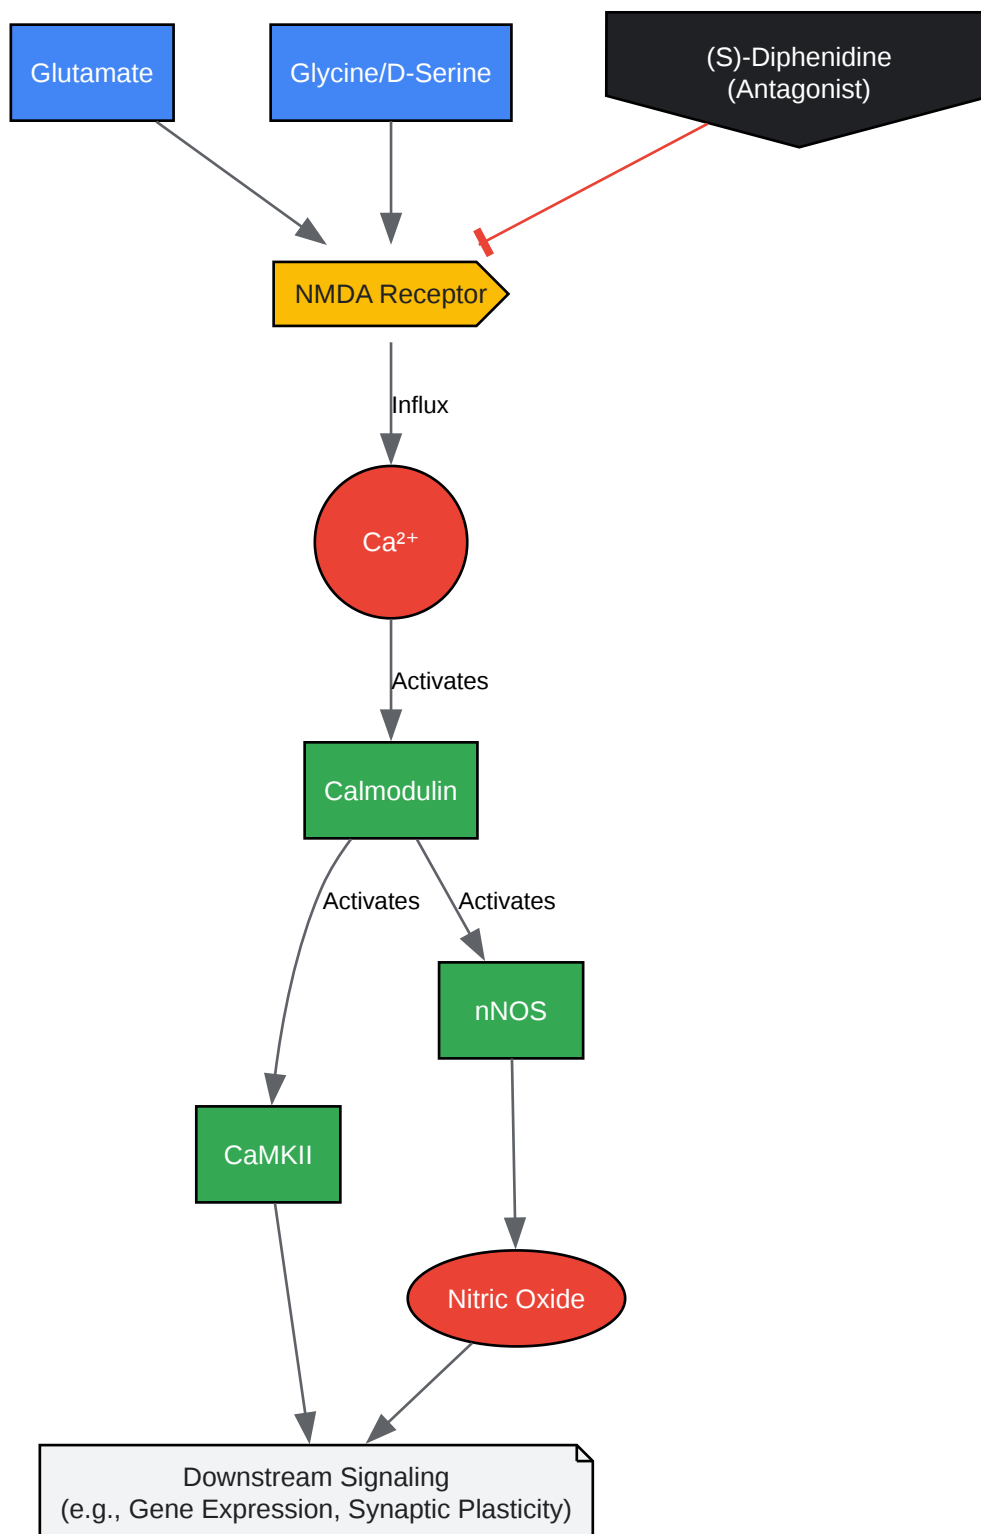 Glutamate
Glycine/D-Serine
(S)-Diphenidine
(Antagonist)
NMDA Receptor
Influx
Ca²⁺
Activates
Calmodulin
Activates
Activates
nNOS
CaMKII
Nitric Oxide
Downstream Signaling
(e.g., Gene Expression, Synaptic Plasticity)